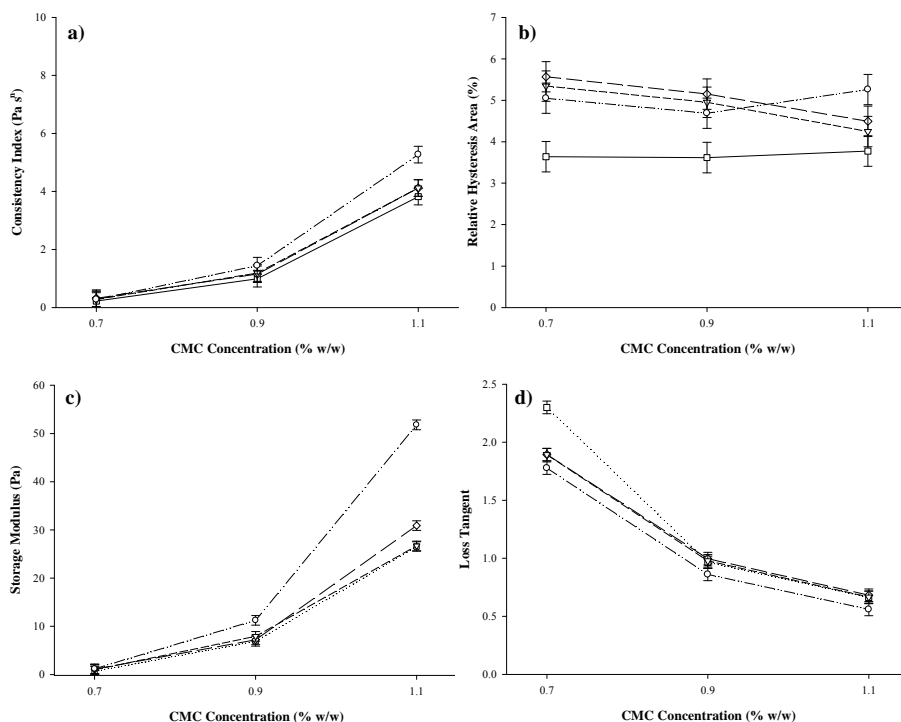 a)
Consistency Index (Pa sⁿ)
10
8
6
4
2
0
0.7 0.9 1.1
CMC Concentration (% w/w)
b)
Relative Hysteresis Area (%)
7
6
5
4
3
2
1
0
0.7 0.9 1.1
CMC Concentration (% w/w)
c)
Storage Modulus (Pa)
60
50
40
30
20
10
0
0.7 0.9 1.1
CMC Concentration (% w/w)
d)
Loss Tangent
2.5
2.0
1.5
1.0
0.5
0.0
0.7 0.9 1.1
CMC Concentration (% w/w)